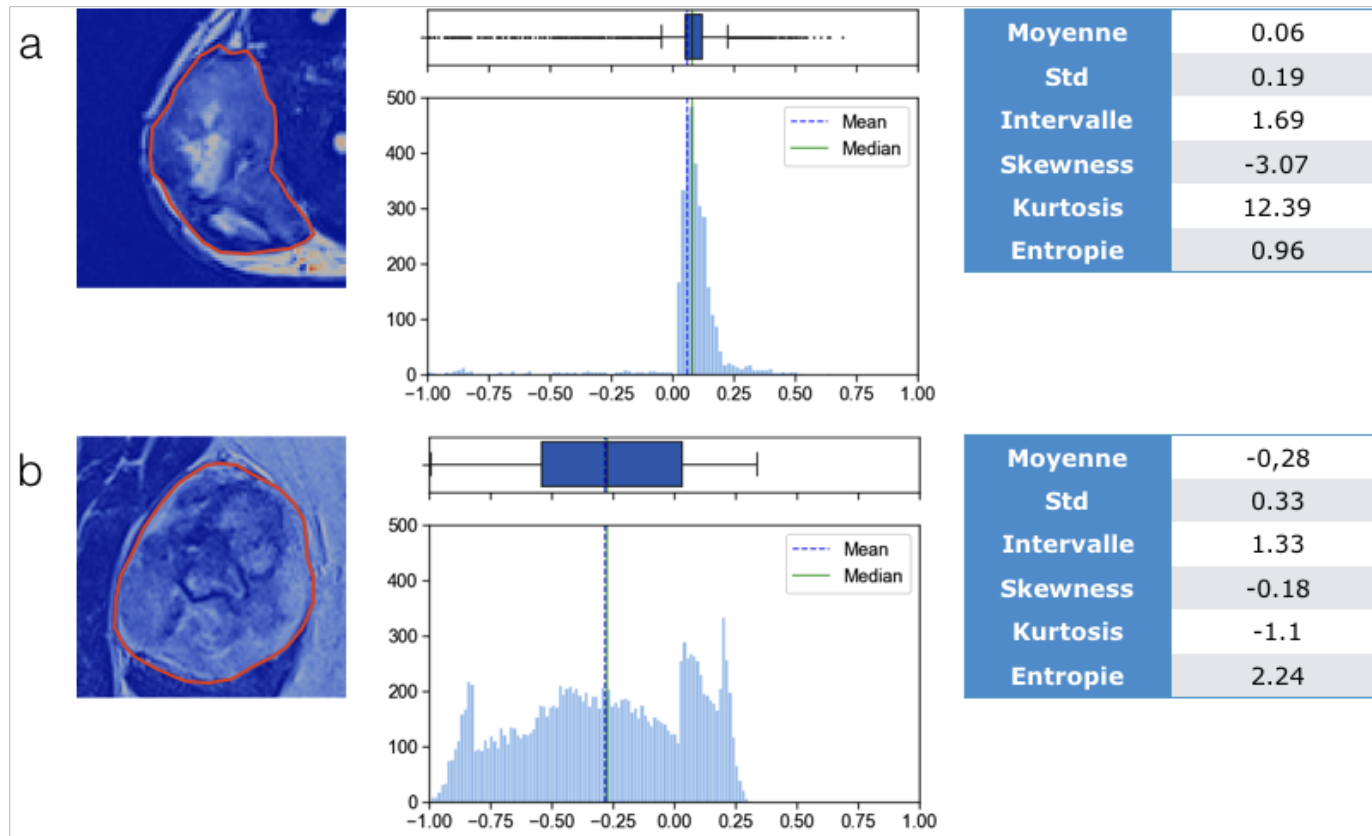 a
500
400
300
200
100
0
Mean
Median
−1.00 −0.75 −0.50 −0.25 0.00 0.25 0.50 0.75 1.00
Moyenne 0.06
Std 0.19
Intervalle 1.69
Skewness -3.07
Kurtosis 12.39
Entropie 0.96
b
500
400
300
200
100
0
Mean
Median
−1.00 −0.75 −0.50 −0.25 0.00 0.25 0.50 0.75 1.00
Moyenne -0,28
Std 0.33
Intervalle 1.33
Skewness -0.18
Kurtosis -1.1
Entropie 2.24